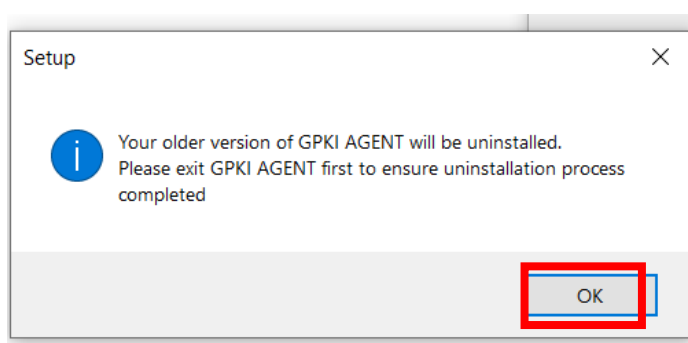 Setup
Your older version of GPKI AGENT will be uninstalled.
Please exit GPKI AGENT first to ensure uninstallation process
completed
OK